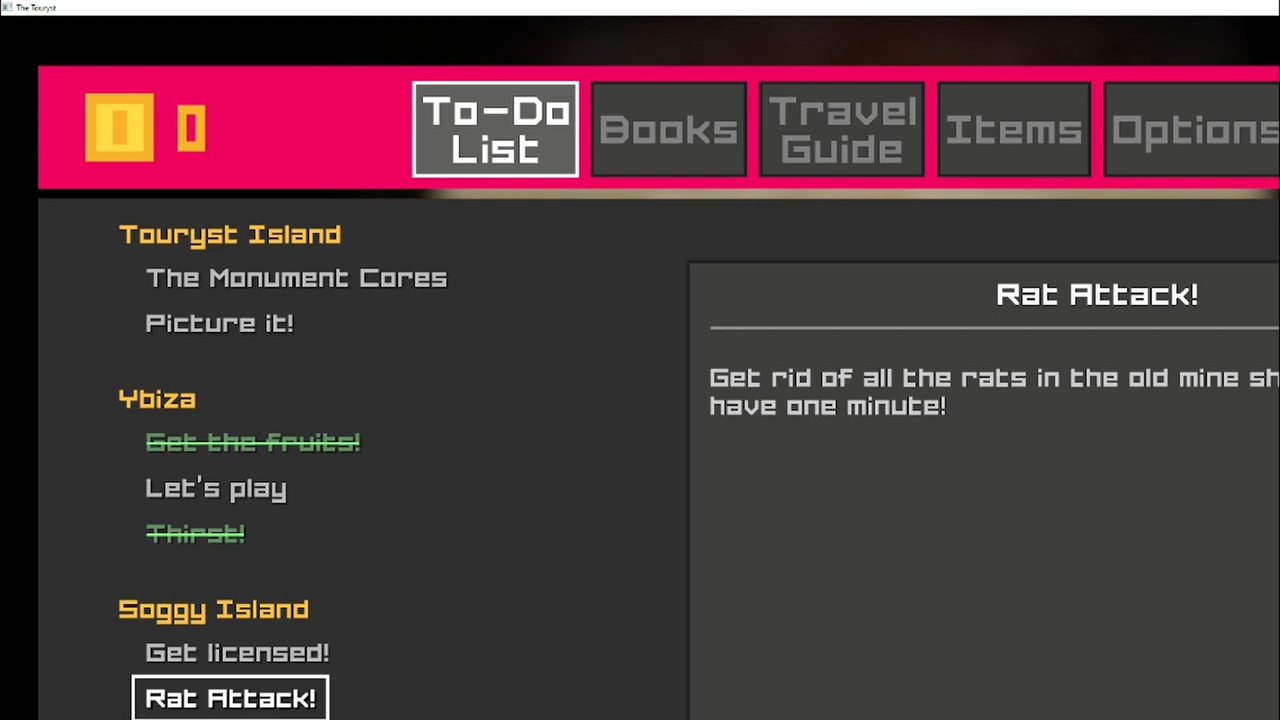 The Touryst
0
To-Do
List
Books
Travel
Guide
Items
Options
Touryst Island
The Monument Cores
Picture it!
Ybiza
Get the fruits!
Let's play
Thirst!
Soggy Island
Get licensed!
Rat Attack!
Rat Attack!
Get rid of all the rats in the old mine sh
have one minute!